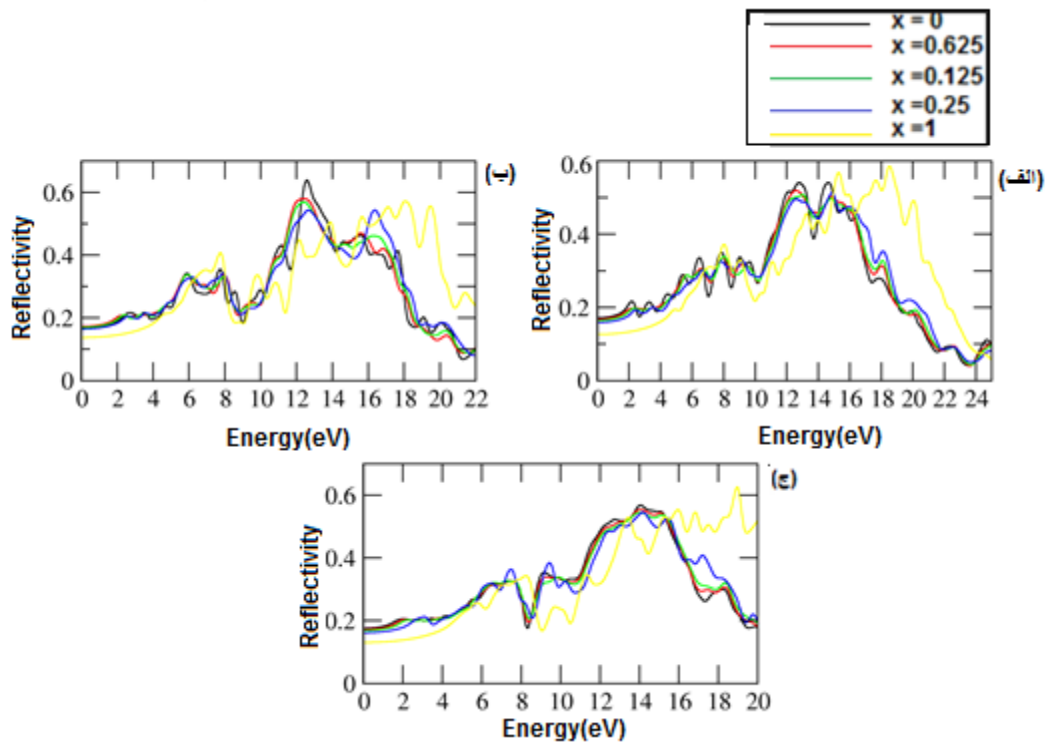 x = 0
x =0.625
x =0.125
x =0.25
x =1
(الف)
0.6
0.4
0.2
0
Reflectivity
0 2 4 6 8 10 12 14 16 18 20 22 24
Energy(eV)
(ب)
0.6
0.4
0.2
0
Reflectivity
0 2 4 6 8 10 12 14 16 18 20 22
Energy(eV)
(ج)
0.6
0.4
0.2
0
Reflectivity
0 2 4 6 8 10 12 14 16 18 20
Energy(eV)